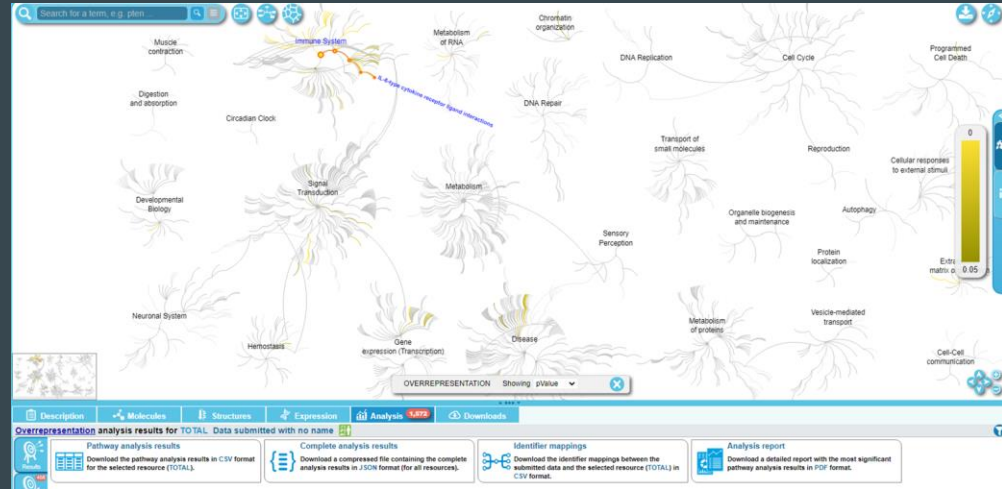 Search for a term, e.g. pten ...
Muscle
contraction
Immune System
Metabolism
of RNA
Chromatin
organization
DNA Replication
Cell Cycle
Programmed
Cell Death
IL-6-type cytokine receptor ligand interactions
Digestion
and absorption
Circadian Clock
DNA Repair
Transport of
small molecules
Reproduction
0
Cellular responses
to external stimuli
Developmental
Biology
Signal
Transduction
Metabolism
Organelle biogenesis
and maintenance
Autophagy
Sensory
Perception
Protein
localization
0.05
Neuronal System
Hemostasis
Gene
expression (Transcription)
Disease
Metabolism
of proteins
Vesicle-mediated
transport
Cell-Cell
communication
OVERREPRESENTATION Showing pValue
Description Molecules Structures Expression Analysis 1,672 Downloads
Overrepresentation analysis results for TOTAL Data submitted with no name
Results
Pathway analysis results
Download the pathway analysis results in CSV format
for the selected resource (TOTAL).
Complete analysis results
Download a compressed file containing the complete
analysis results in JSON format (for all resources).
Identifier mappings
Download the identifier mappings between the
submitted data and the selected resource (TOTAL) in
CSV format.
Analysis report
Download a detailed report with the most significant
pathway analysis results in PDF format.